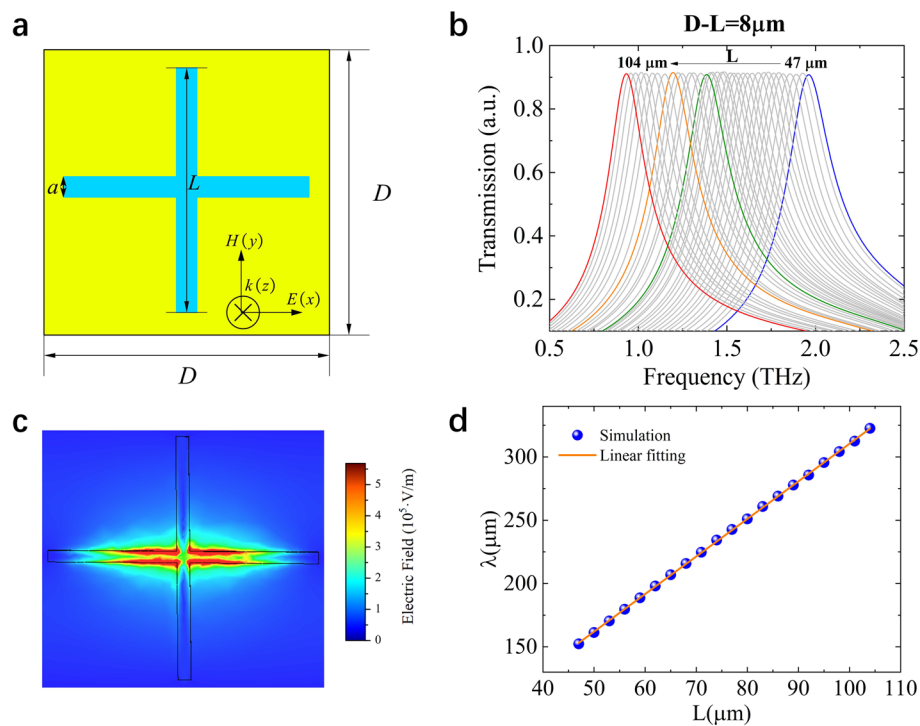 a
a
L
D
H(y)
k(z)
E(x)
D
b
D-L=8μm
L
104 μm
47 μm
Transmission (a.u.)
1.0
0.8
0.6
0.4
0.2
0.5
1.0
1.5
2.0
2.5
Frequency (THz)
c
5
4
3
2
1
0
Electric Field (10⁵·V/m)
d
Simulation
Linear fitting
λ(μm)
300
250
200
150
40
50
60
70
80
90
100
110
L(μm)